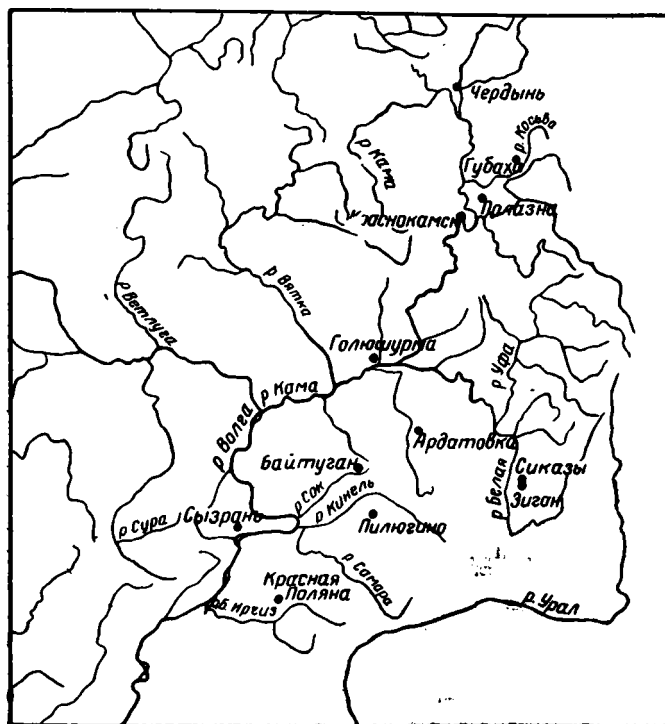 Чердынь
р. Косьва
р Кама
Губаха
Полазна
Краснокамск
р Ветлуга
р Вятка
Голюшурма
р Уфа
р Кама
р Волга
Ардатовка
Байтуган
Сиказы
р Белая
Зиган
р Сок
р Кинель
р Сура
Сызрань
Пилюгино
р Самара
Красная
Поляна
р Б. Иргиз
р. Урал